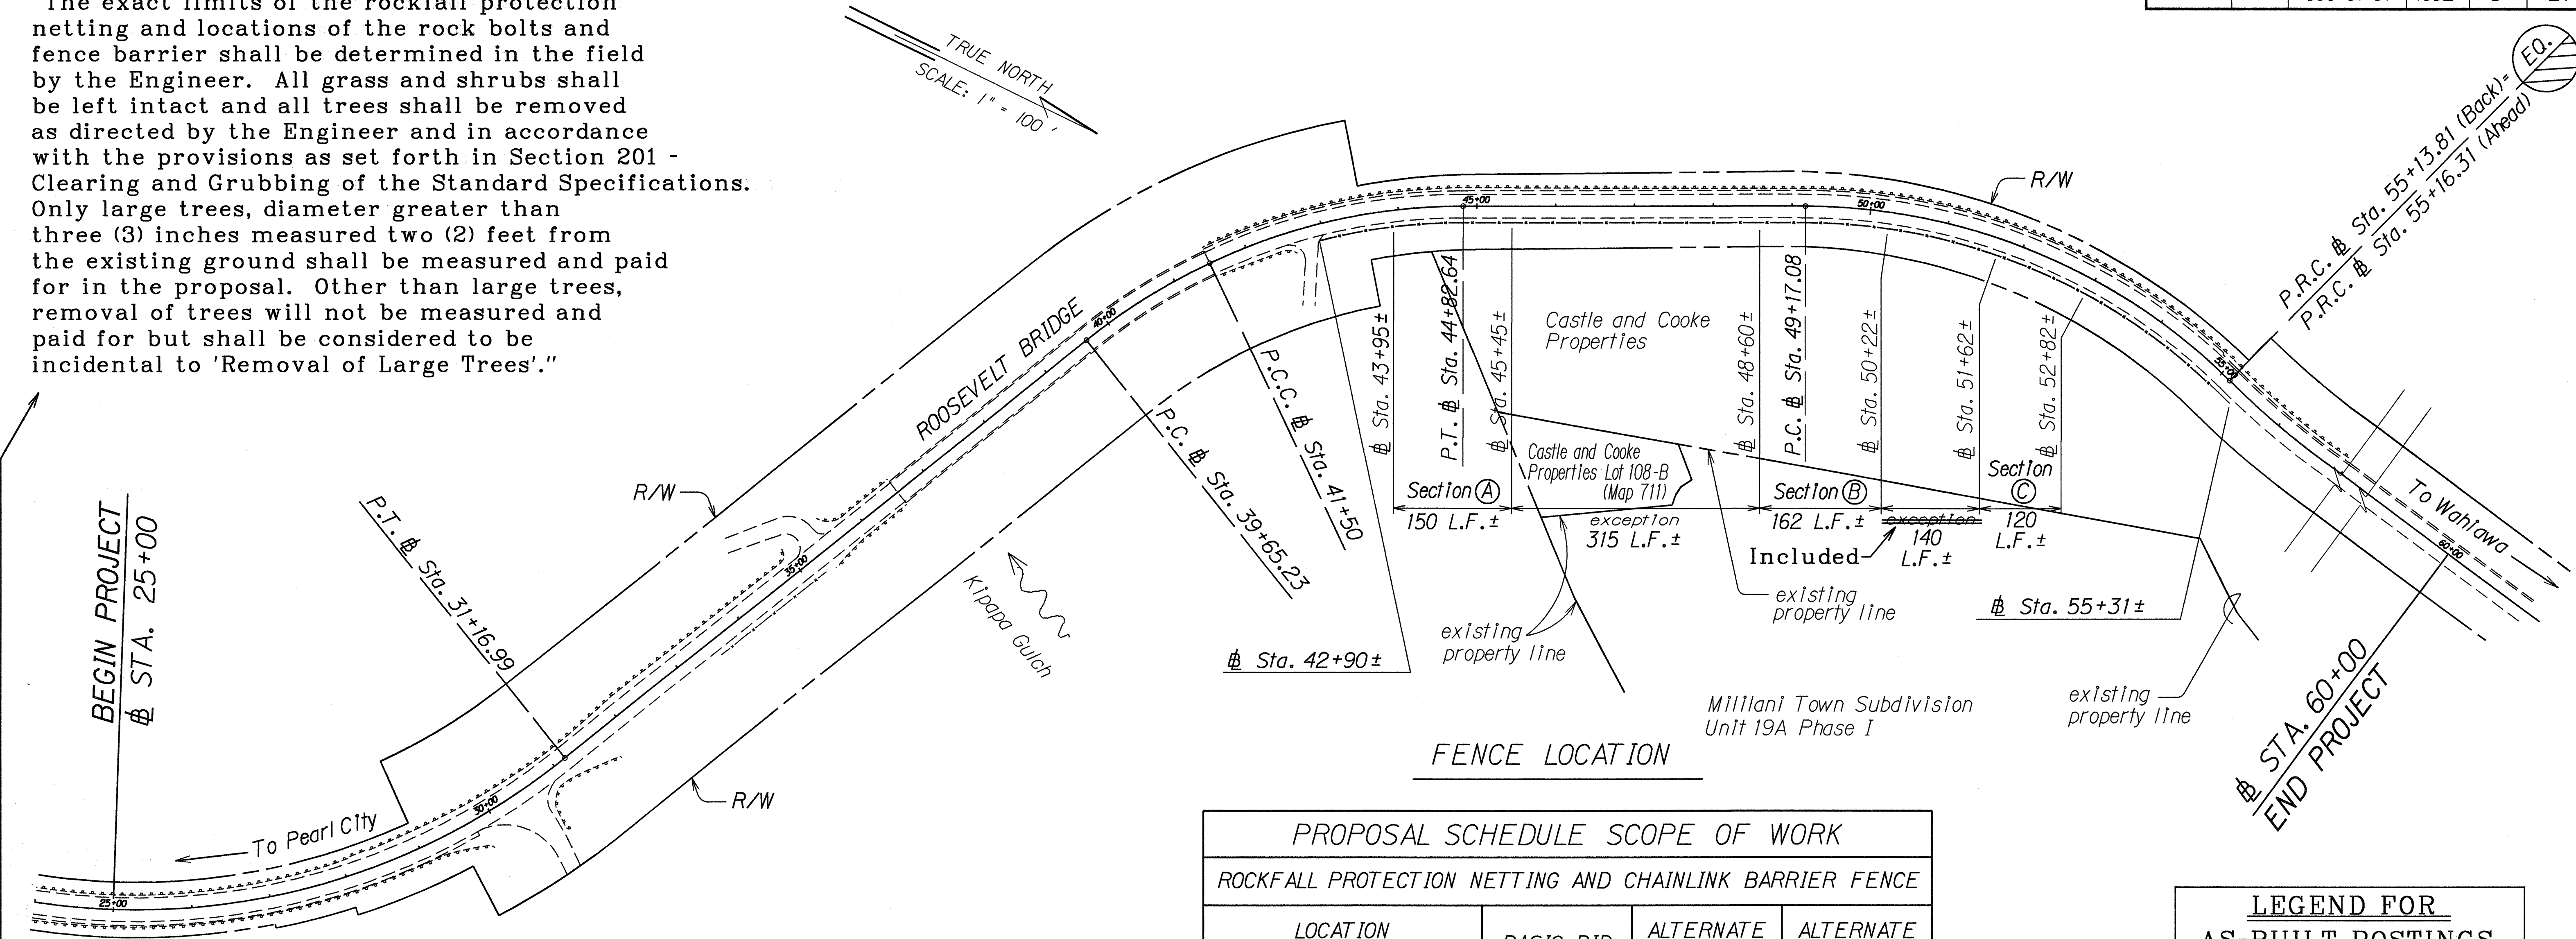 "The exact limits of the rockfall protection
netting and locations of the rock bolts and
fence barrier shall be determined in the field
by the Engineer. All grass and shrubs shall
be left intact and all trees shall be removed
as directed by the Engineer and in accordance
with the provisions as set forth in Section 201 -
Clearing and Grubbing of the Standard Specifications.
Only large trees, diameter greater than
three (3) inches measured two (2) feet from
the existing ground shall be measured and paid
for in the proposal. Other than large trees,
removal of trees will not be measured and
paid for but shall be considered to be
incidental to 'Removal of Large Trees'."
TRUE NORTH
SCALE: 1" = 100'
EQ.
P.R.C. ℄ Sta. 55+13.81 (Back)=
P.R.C. ℄ Sta. 55+16.31 (Ahead)
R/W
45+00
50+00
55+00
60+00
40+00
35+00
30+00
25+00
ROOSEVELT BRIDGE
P.C.C. ℄ Sta. 41+50
P.C. ℄ Sta. 39+65.23
℄ Sta. 43+95±
P.T. ℄ Sta. 44+82.64
℄ Sta. 45+45±
Castle and Cooke
Properties
℄ Sta. 48+60±
P.C. ℄ Sta. 49+17.08
℄ Sta. 50+22±
℄ Sta. 51+62±
℄ Sta. 52+82±
Castle and Cooke
Properties Lot 108-B
(Map 711)
Section A
150 L.F.±
exception
315 L.F.±
Section B
162 L.F.±
exception
140
L.F.±
Included
Section
C
120
L.F.±
To Wahiawa
R/W
BEGIN PROJECT
℄ STA. 25+00
P.T. ℄ Sta. 31+16.99
Kipapa Gulch
existing
property line
existing
property line
℄ Sta. 55+31±
℄ Sta. 42+90±
Mililani Town Subdivision
Unit 19A Phase I
existing
property line
℄ STA. 60+00
END PROJECT
FENCE LOCATION
R/W
To Pearl City
PROPOSAL SCHEDULE SCOPE OF WORK
ROCKFALL PROTECTION NETTING AND CHAINLINK BARRIER FENCE
LOCATION
BASIC BID
ALTERNATE
ALTERNATE
LEGEND FOR
AS-BUILT POSTINGS